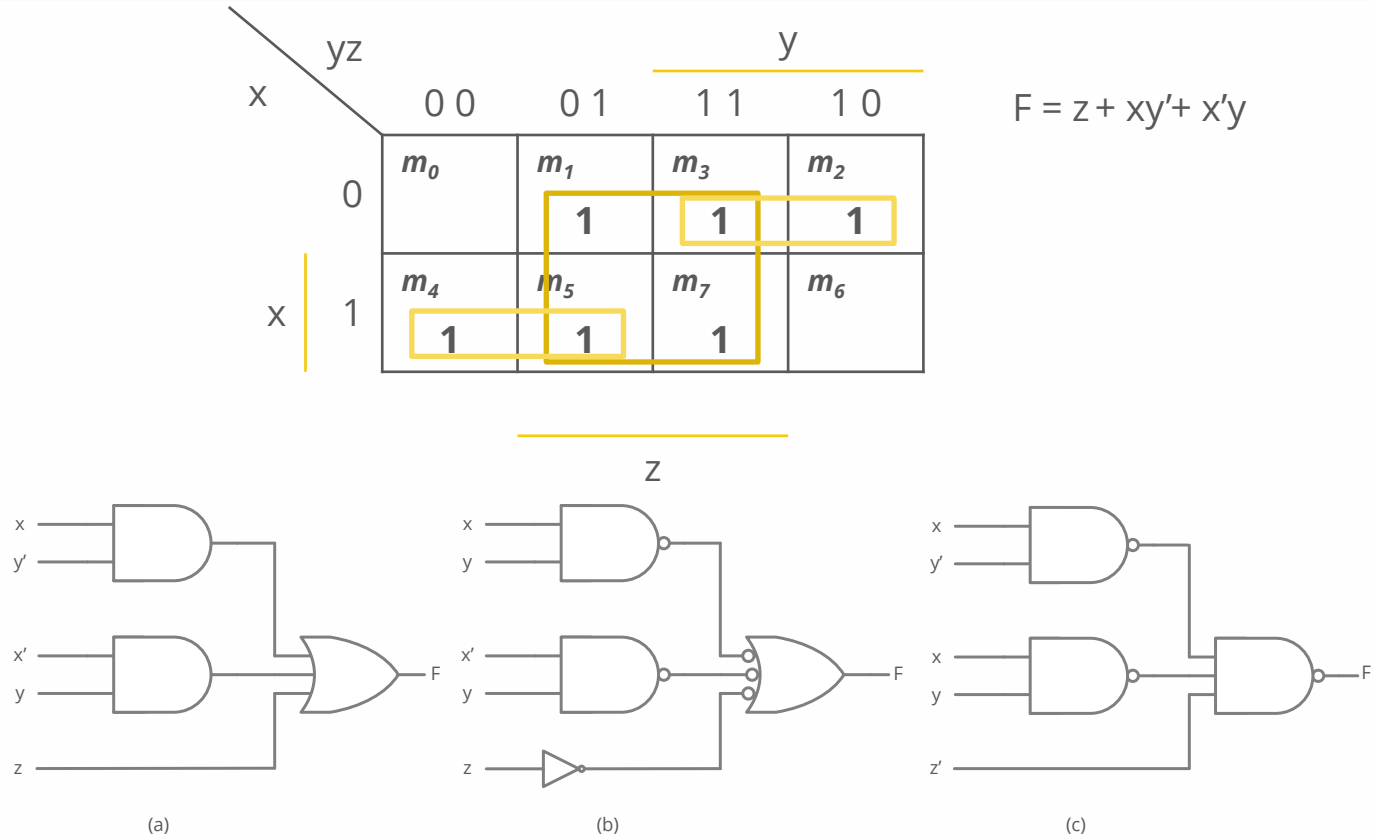 yz
y
x
0 0   0 1   1 1   1 0
F = z + xy'+ x'y
m0   m1   m3   m2
0
1   1   1
m4   m5   m7   m6
x   1
1   1   1
z
x
y'
x'
y
z
F
(a)
x
y
x'
y
z
F
(b)
x
y'
x
y
z'
F
(c)